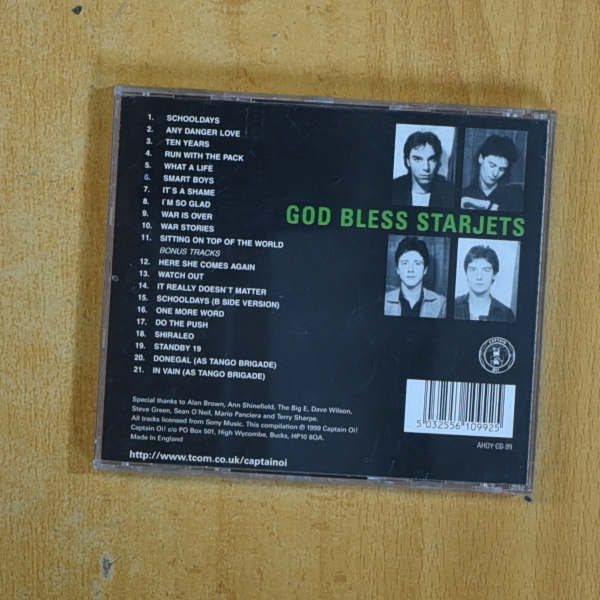 1. SCHOOLDAYS
2. ANY DANGER LOVE
3. TEN YEARS
4. RUN WITH THE PACK
5. WHAT A LIFE
6. SMART BOYS
7. IT'S A SHAME
8. I'M SO GLAD
9. WAR IS OVER
10. WAR STORIES
11. SITTING ON TOP OF THE WORLD
BONUS TRACKS
12. HERE SHE COMES AGAIN
13. WATCH OUT
14. IT REALLY DOESN'T MATTER
15. SCHOOLDAYS (B SIDE VERSION)
16. ONE MORE WORD
17. DO THE PUSH
18. SHIRALEO
19. STANDBY 19
20. DONEGAL (AS TANGO BRIGADE)
21. IN VAIN (AS TANGO BRIGADE)
GOD BLESS STARJETS
CAPTAIN
OI!
Special thanks to Alan Brown, Ann Shinefield, The Big E, Dave Wilson,
Steve Green, Sean O'Neil, Mario Panciera and Terry Sharpe.
All tracks licensed from Sony Music. This compilation ℗ 1999 Captain Oi!
Captain Oi! c/o PO Box 501, High Wycombe, Bucks, HP10 8QA.
Made In England
http://www.tcom.co.uk/captainoi
5 032556 109925
AHOY-CD-99